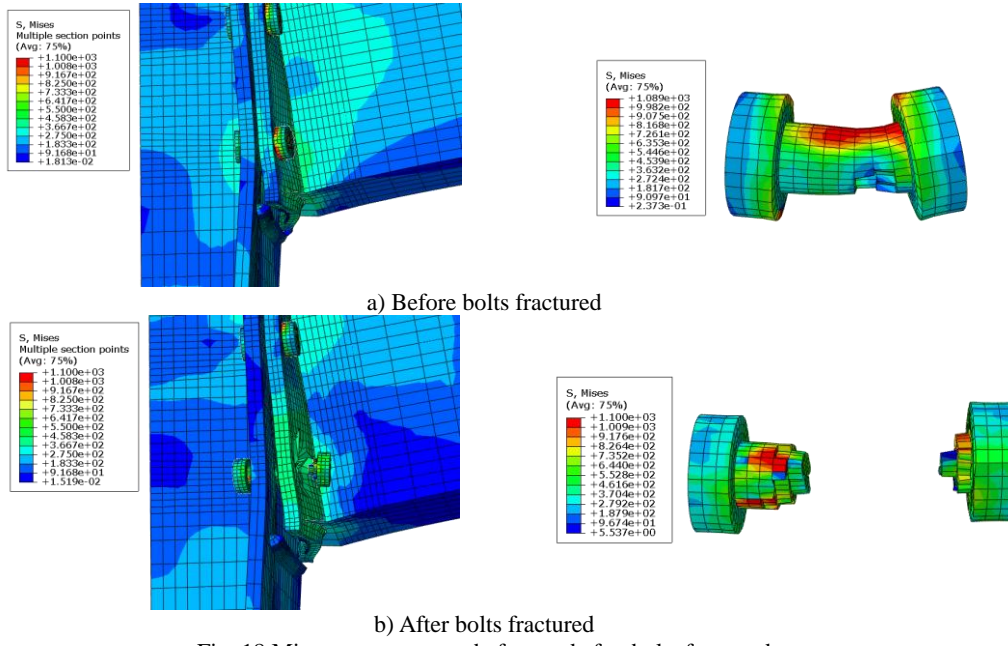 S, Mises
Multiple section points
(Avg: 75%)
+1.100e+03
+1.008e+03
+9.167e+02
+8.250e+02
+7.333e+02
+6.417e+02
+5.500e+02
+4.583e+02
+3.667e+02
+2.750e+02
+1.833e+02
+9.168e+01
+1.813e-02
S, Mises
(Avg: 75%)
+1.089e+03
+9.982e+02
+9.075e+02
+8.168e+02
+7.261e+02
+6.353e+02
+5.446e+02
+4.539e+02
+3.632e+02
+2.724e+02
+1.817e+02
+9.097e+01
+2.373e-01
a) Before bolts fractured
S, Mises
Multiple section points
(Avg: 75%)
+1.100e+03
+1.008e+03
+9.167e+02
+8.250e+02
+7.333e+02
+6.417e+02
+5.500e+02
+4.583e+02
+3.667e+02
+2.750e+02
+1.833e+02
+9.168e+01
+1.519e-02
S, Mises
(Avg: 75%)
+1.100e+03
+1.009e+03
+9.176e+02
+8.264e+02
+7.352e+02
+6.440e+02
+5.528e+02
+4.616e+02
+3.704e+02
+2.792e+02
+1.879e+02
+9.674e+01
+5.537e+00
b) After bolts fractured